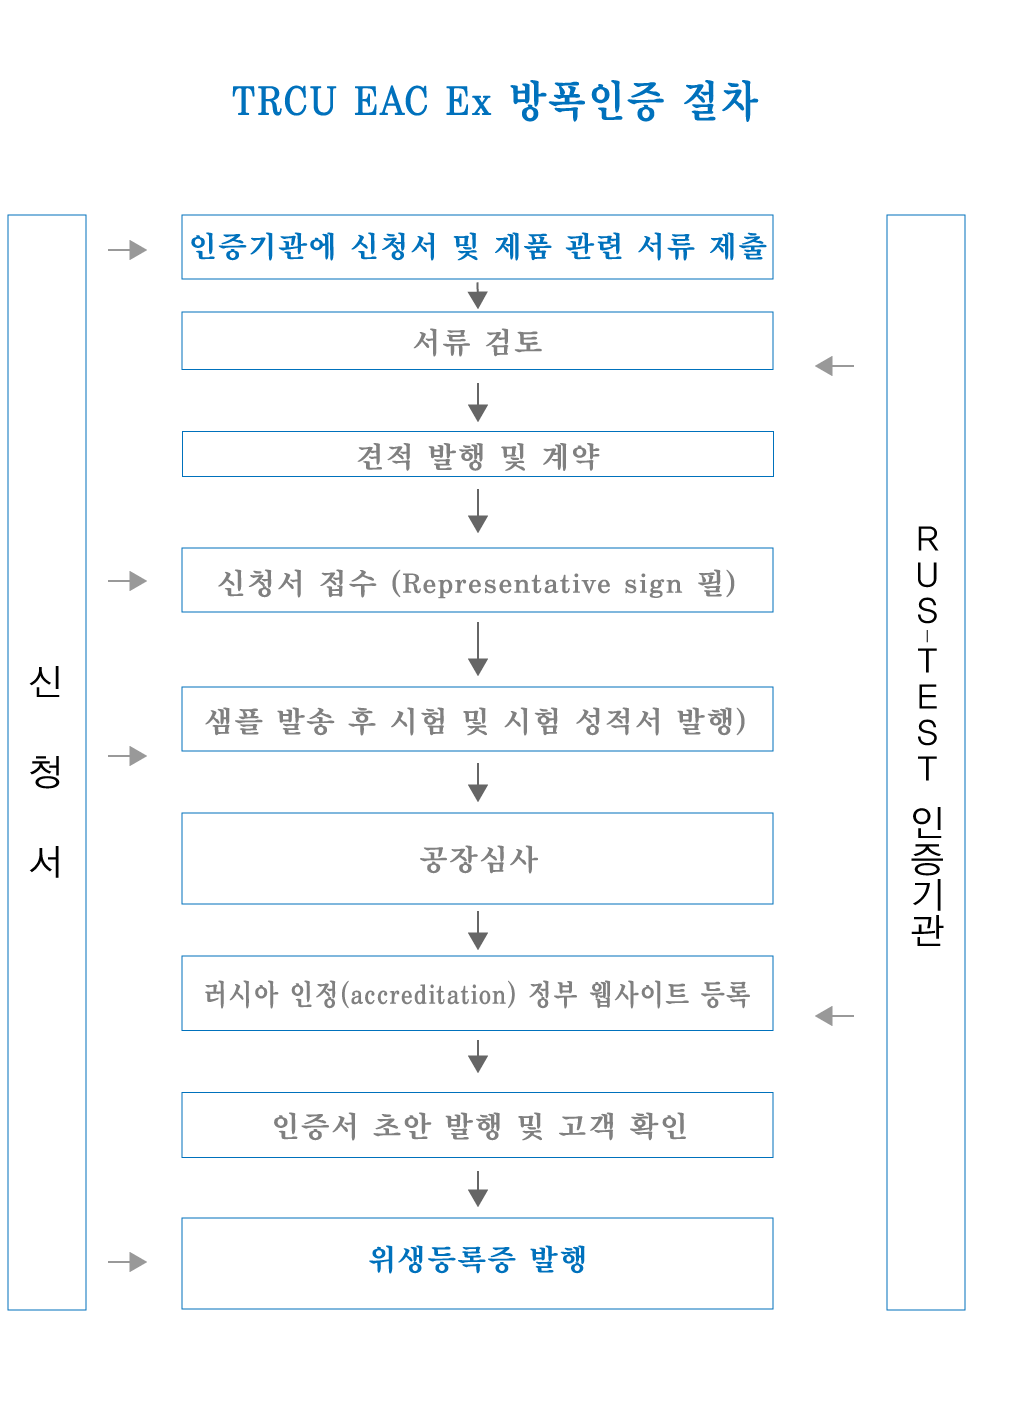 TRCU EAC Ex 방폭인증 절차
인증기관에 신청서 및 제품 관련 서류 제출
서류 검토
견적 발행 및 계약
신청서 접수 (Representative sign 필)
샘플 발송 후 시험 및 시험 성적서 발행)
공장심사
러시아 인정(accreditation) 정부 웹사이트 등록
인증서 초안 발행 및 고객 확인
위생등록증 발행
신청서
RUS-TEST 인증기관